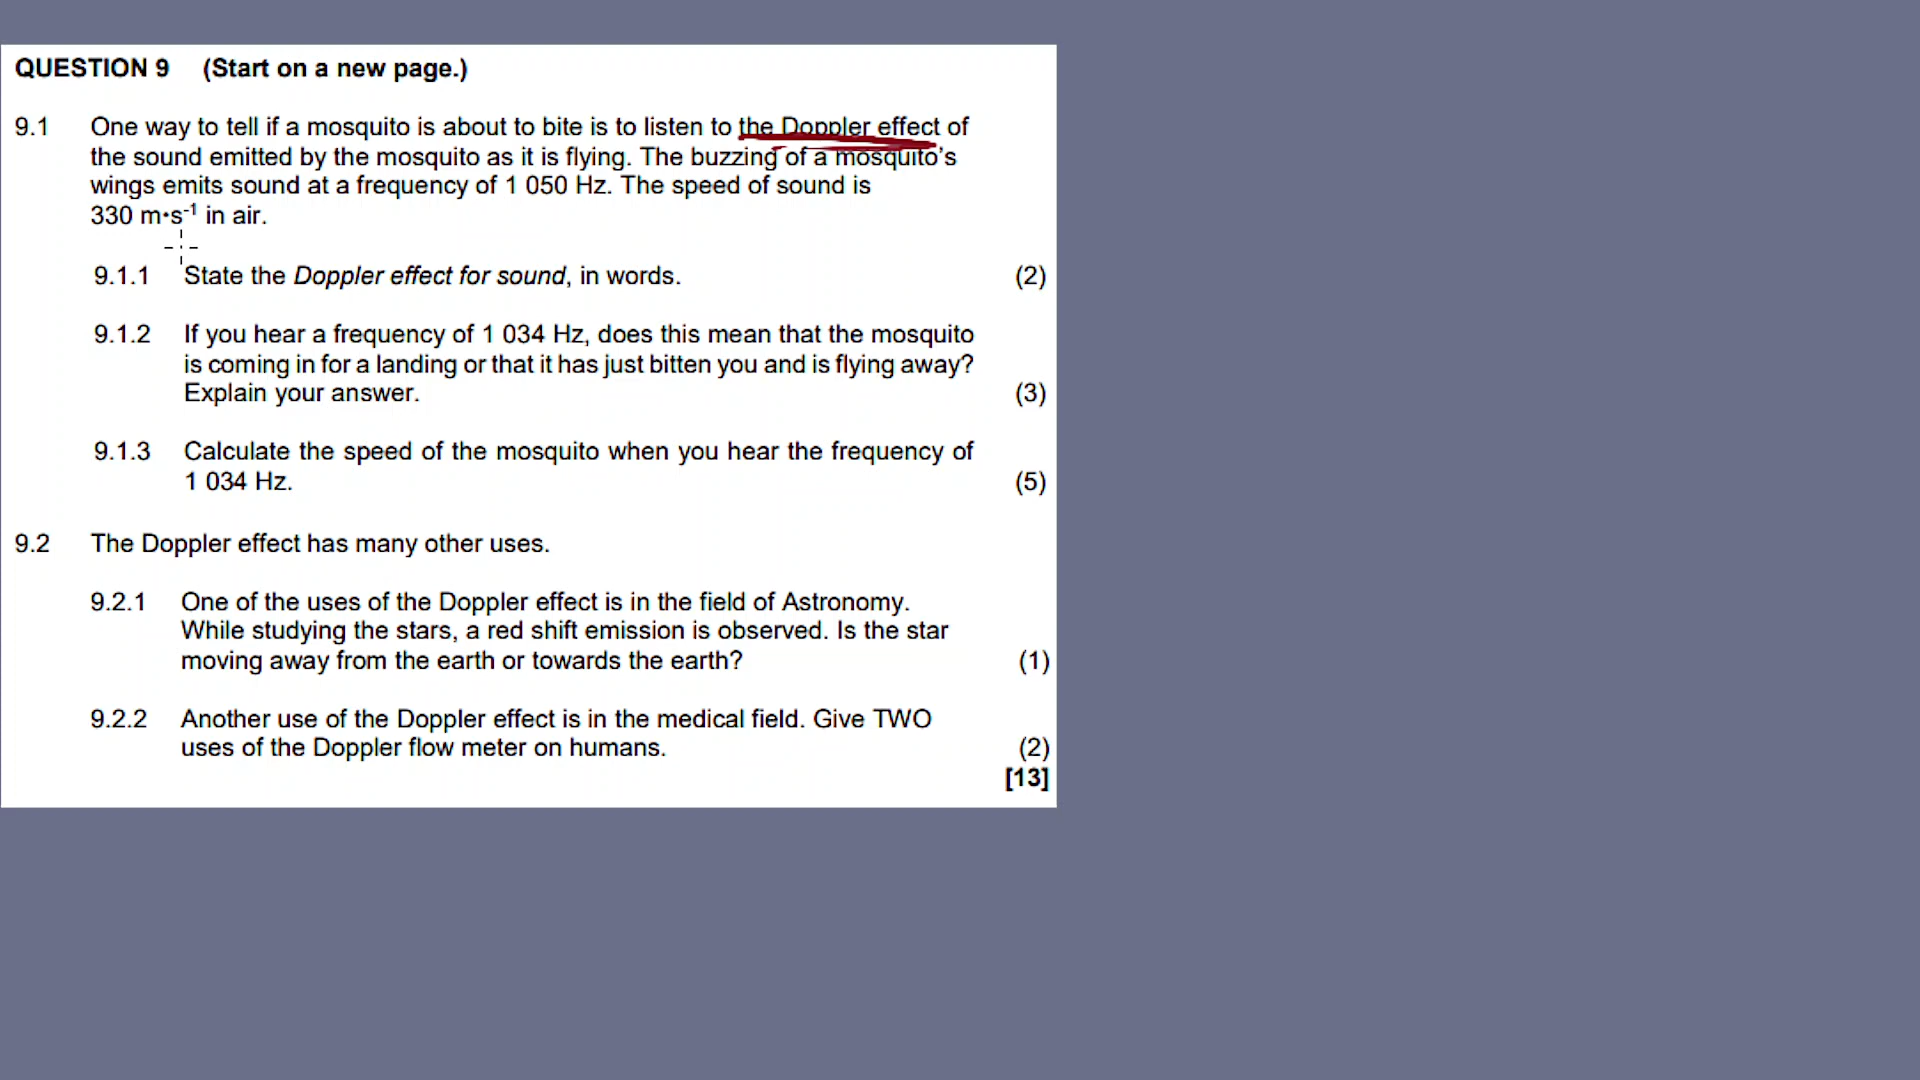 QUESTION 9 (Start on a new page.)
9.1 One way to tell if a mosquito is about to bite is to listen to the Doppler effect of
the sound emitted by the mosquito as it is flying. The buzzing of a mosquito's
wings emits sound at a frequency of 1 050 Hz. The speed of sound is
330 m•s⁻¹ in air.
9.1.1 State the Doppler effect for sound, in words. (2)
9.1.2 If you hear a frequency of 1 034 Hz, does this mean that the mosquito
is coming in for a landing or that it has just bitten you and is flying away?
Explain your answer. (3)
9.1.3 Calculate the speed of the mosquito when you hear the frequency of
1 034 Hz. (5)
9.2 The Doppler effect has many other uses.
9.2.1 One of the uses of the Doppler effect is in the field of Astronomy.
While studying the stars, a red shift emission is observed. Is the star
moving away from the earth or towards the earth? (1)
9.2.2 Another use of the Doppler effect is in the medical field. Give TWO
uses of the Doppler flow meter on humans. (2)
[13]